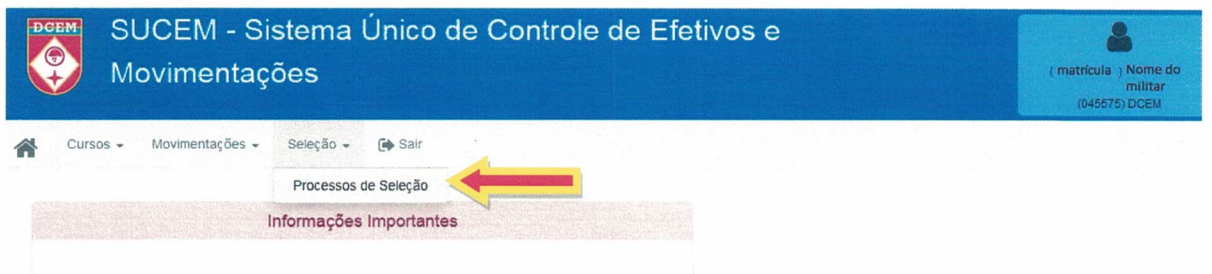 DCEM
SUCEM - Sistema Único de Controle de Efetivos e
Movimentações
( matrícula ) Nome do
militar
(045575) DCEM
Cursos
Movimentações
Seleção
Sair
Processos de Seleção
Informações Importantes